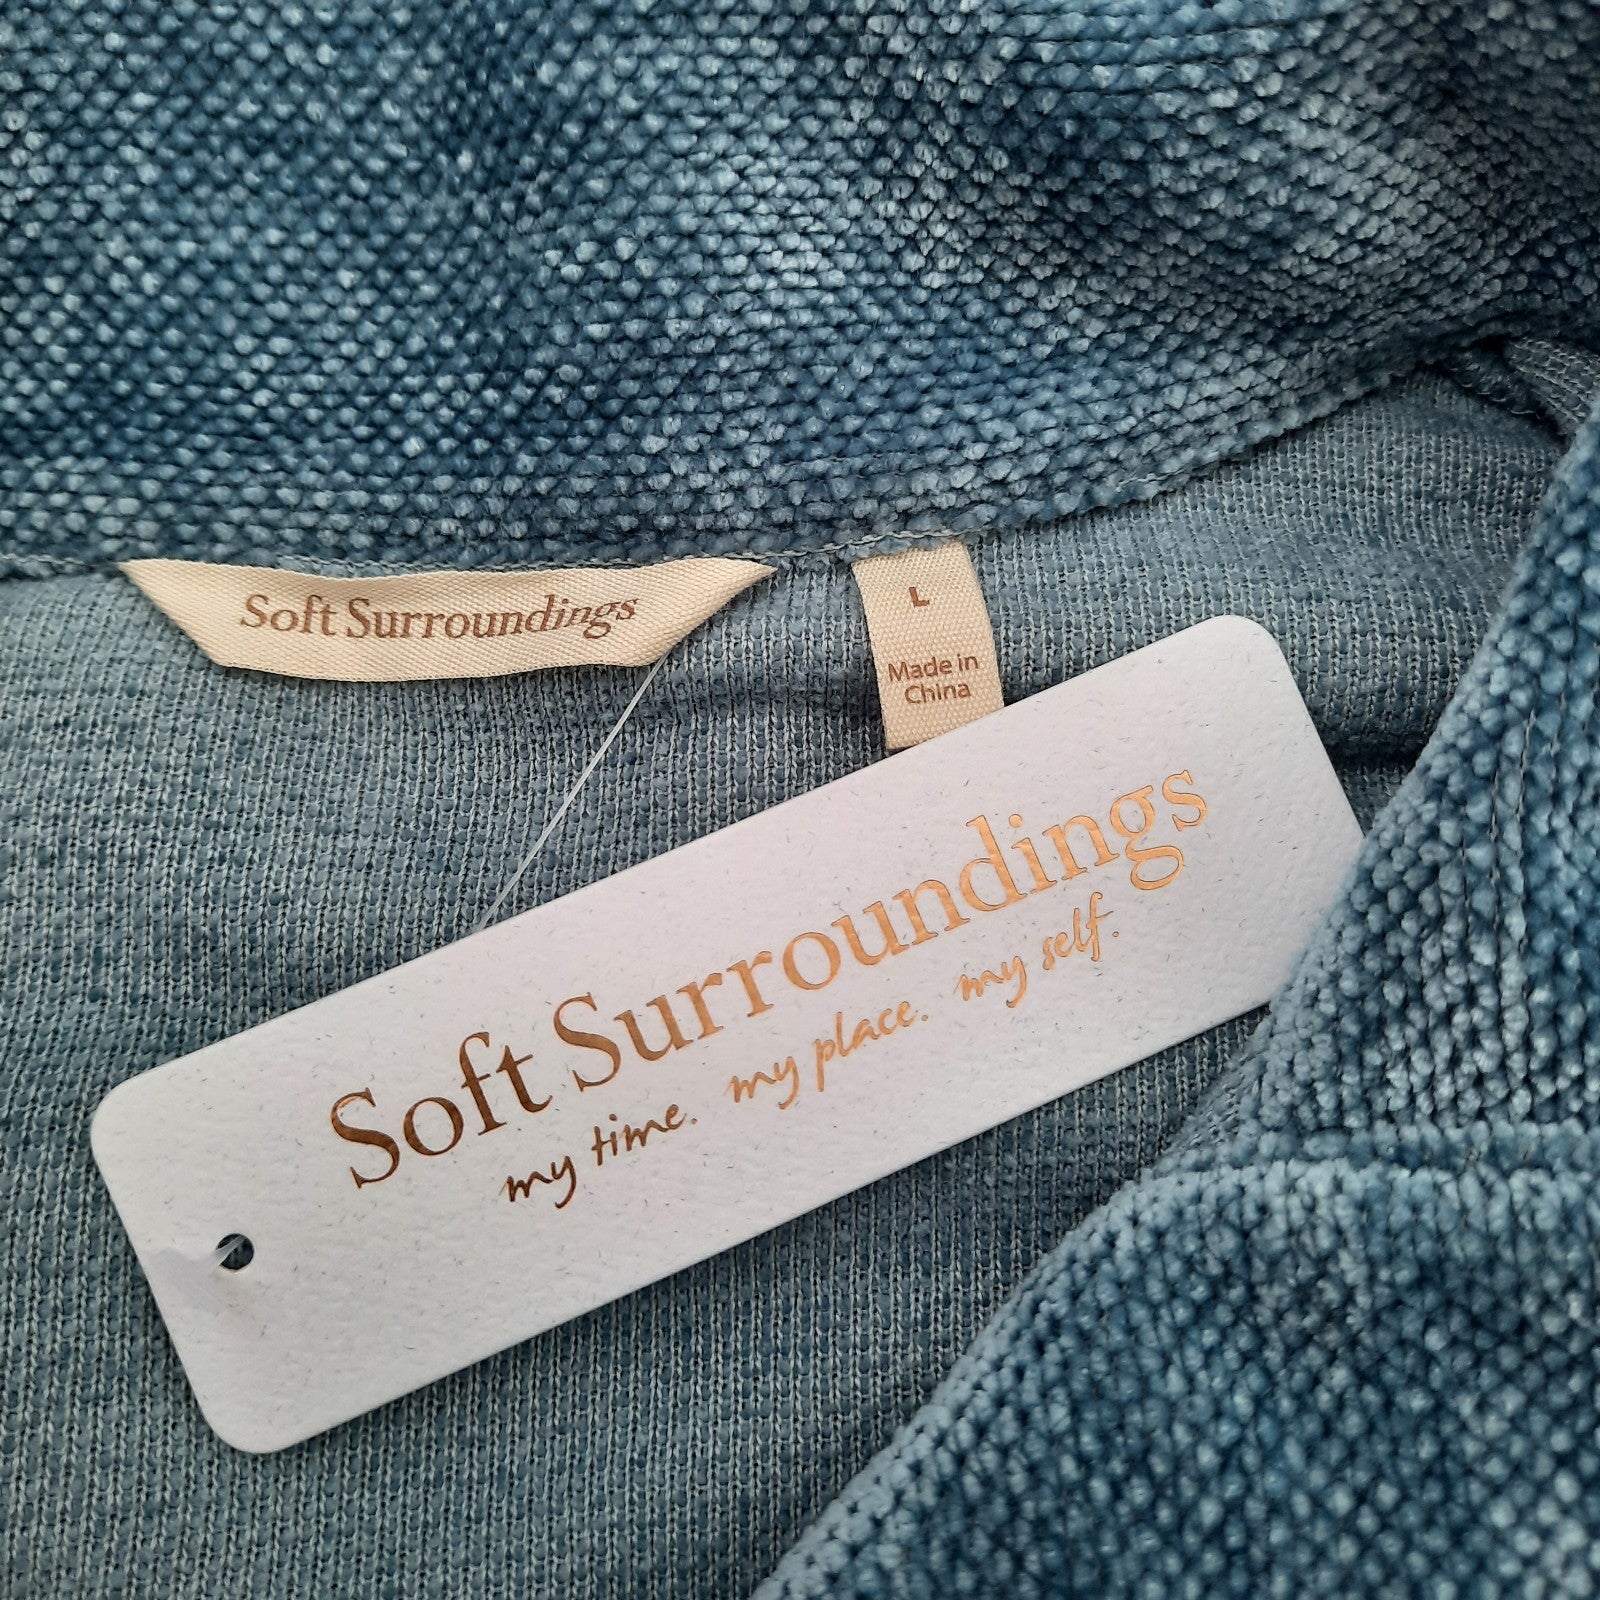 Soft Surroundings
L
Made in
China
Soft Surroundings
my time. my place. my self.